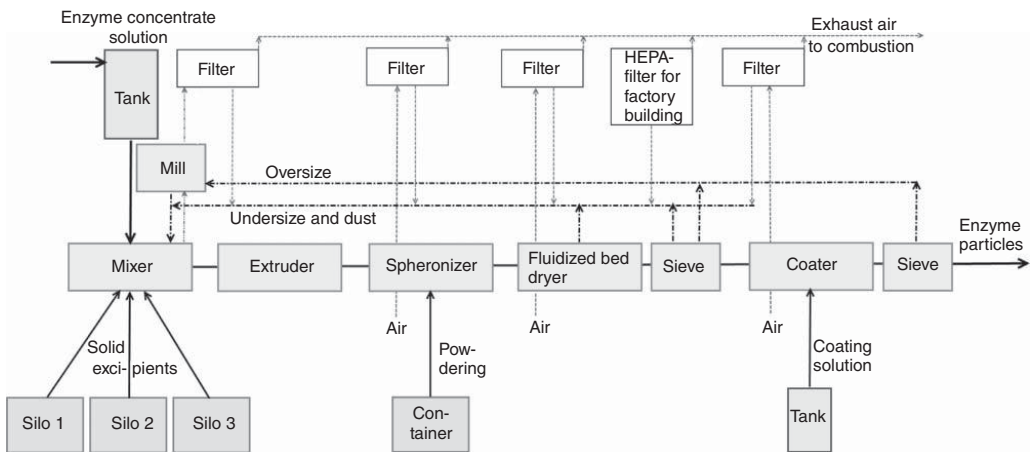 Enzyme concentrate
solution
Exhaust air
to combustion
Tank
Filter
Filter
Filter
HEPA-
filter for
factory
building
Filter
Mill
Oversize
Undersize and dust
Enzyme
particles
Mixer
Extruder
Spheronizer
Fluidized bed
dryer
Sieve
Coater
Sieve
Air
Air
Air
Solid
exci-pients
Pow-
dering
Coating
solution
Silo 1
Silo 2
Silo 3
Con-
tainer
Tank